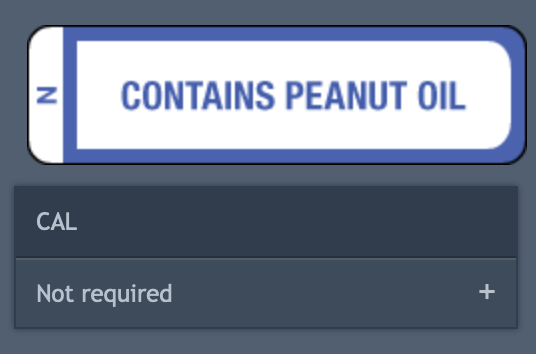 N
CONTAINS PEANUT OIL
CAL
Not required +